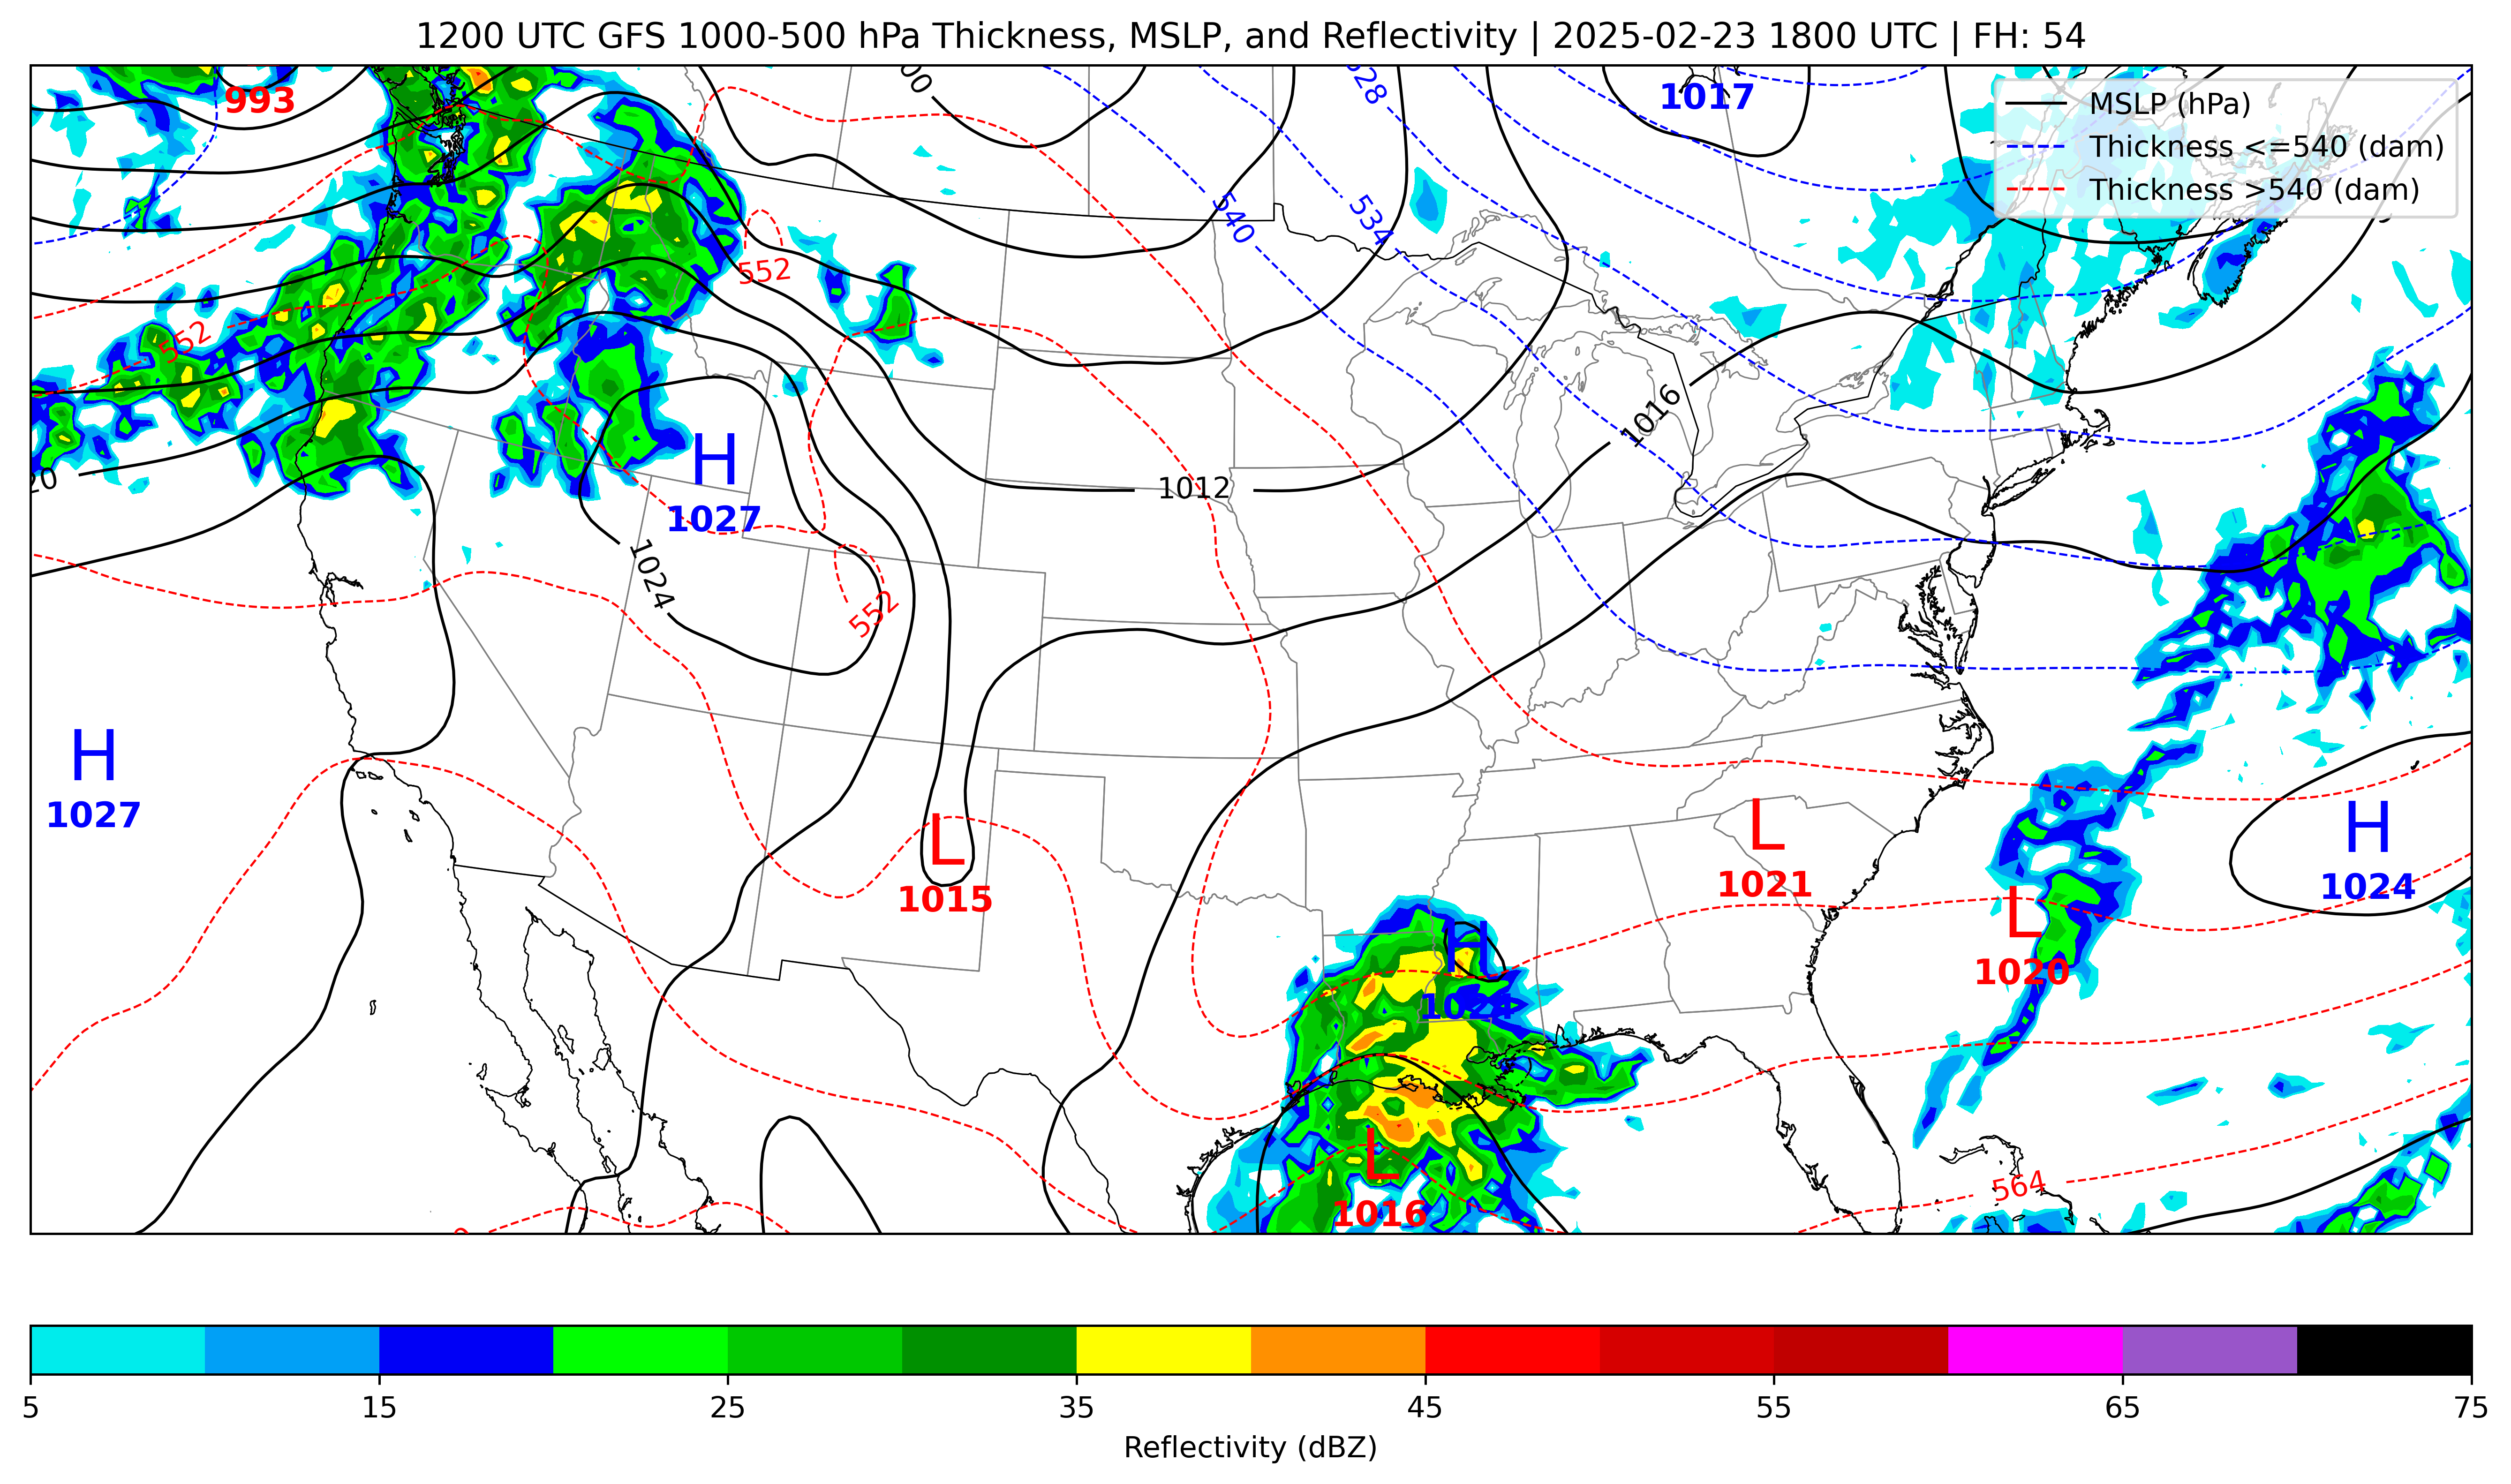 1200 UTC GFS 1000-500 hPa Thickness, MSLP, and Reflectivity | 2025-02-23 1800 UTC | FH: 54
993
1017
MSLP (hPa)
Thickness <=540 (dam)
Thickness >540 (dam)
00
528
540
534
552
552
1016
H
1027
20
1012
1024
552
H
1027
L
1015
L
1021
H
1024
L
1020
H
1024
L
1016
564
5
15
25
35
45
55
65
75
Reflectivity (dBZ)